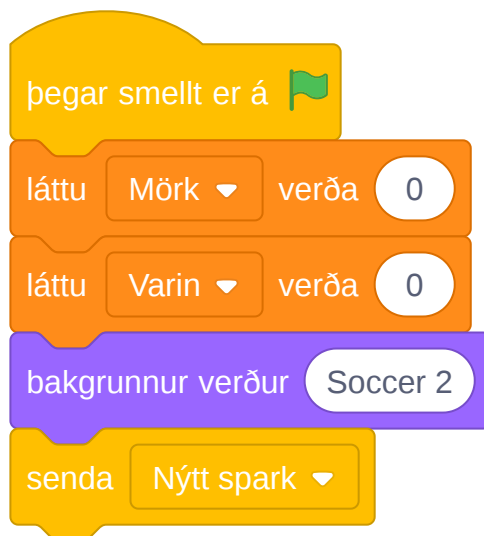 þegar smellt er á
láttu Mörk verða 0
láttu Varin verða 0
bakgrunnur verður Soccer 2
senda Nýtt spark